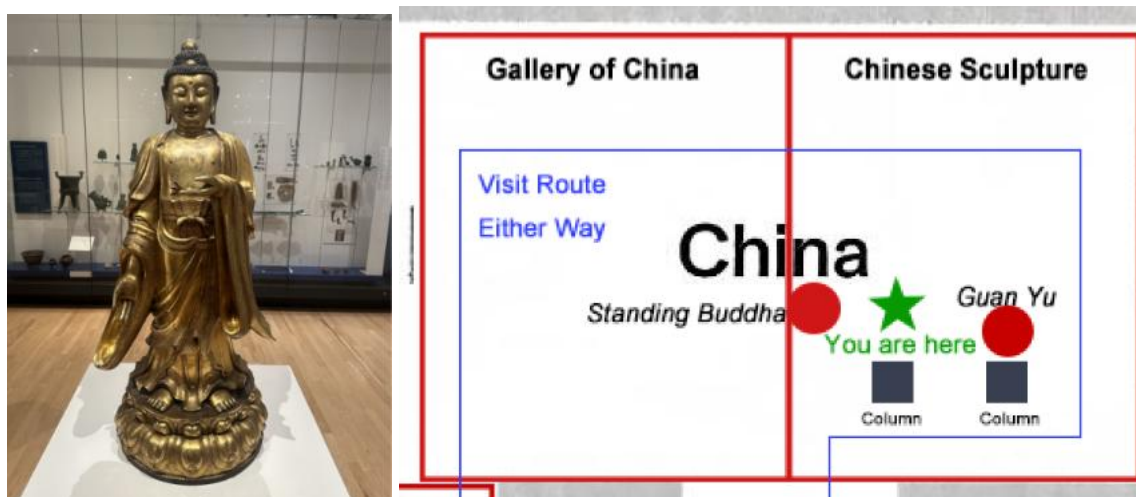 Gallery of China
Chinese Sculpture
Visit Route
Either Way
China
Standing Buddha
Guan Yu
You are here
Column
Column